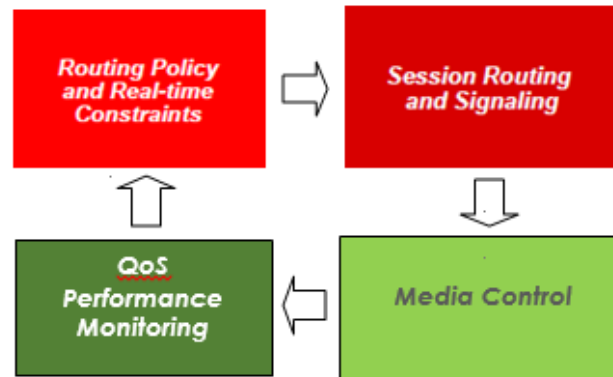 Routing Policy
and Real-time
Constraints
Session Routing
and Signaling
QoS
Performance
Monitoring
Media Control